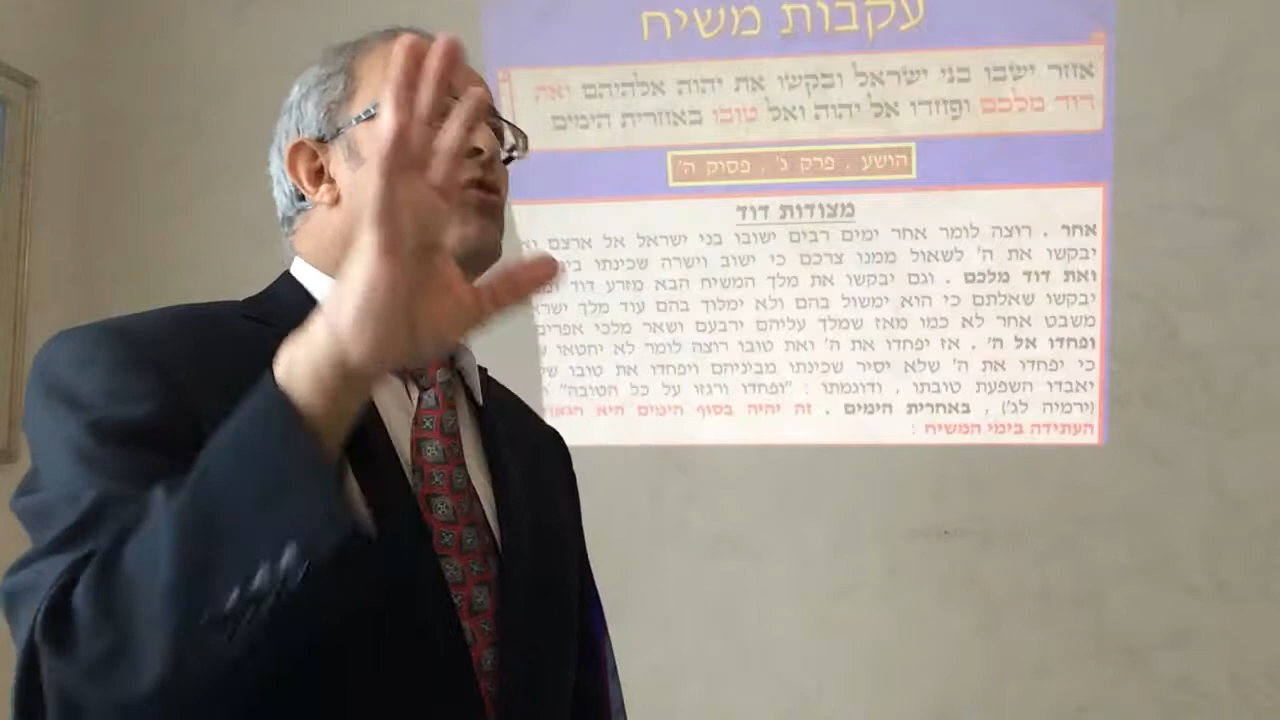 עקבות משיח
אחר ישבו בני ישראל ובקשו את יהוה אלהיהם ואת
דוד מלכם ופחדו אל יהוה ואל טובו באחרית הימים
הושע . פרק ג' . פסוק ה'
מצודות דוד
אחר . רוצה לומר אחר ימים רבים ישובו בני ישראל אל ארצם
יבקשו את ה' לשאול ממנו צרכם כי ישוב וישרה שכינתו
ואת דוד מלכם . וגם יבקשו את מלך המשיח הבא מזרע דוד
יבקשו שאלתם כי הוא ימשול בהם ולא ימלוך בהם עוד מלך
משבט אחר לא כמו מאז שמלך עליהם ירבעם ושאר מלכי אפרים
ופחדו אל ה' . אז יפחדו את ה' ואת טובו רוצה לומר לא יחטאו
כי יפחדו את ה' שלא יסיר שכינתו מביניהם ויפחדו את טובו
יאבדו השפעת טובתו , ודוגמתו : "ופחדו ורגזו על כל הטובה"
(ירמיה לג') , באחרית הימים . זה יהיה בסוף הימים היא
העתידה בימי המשיח :